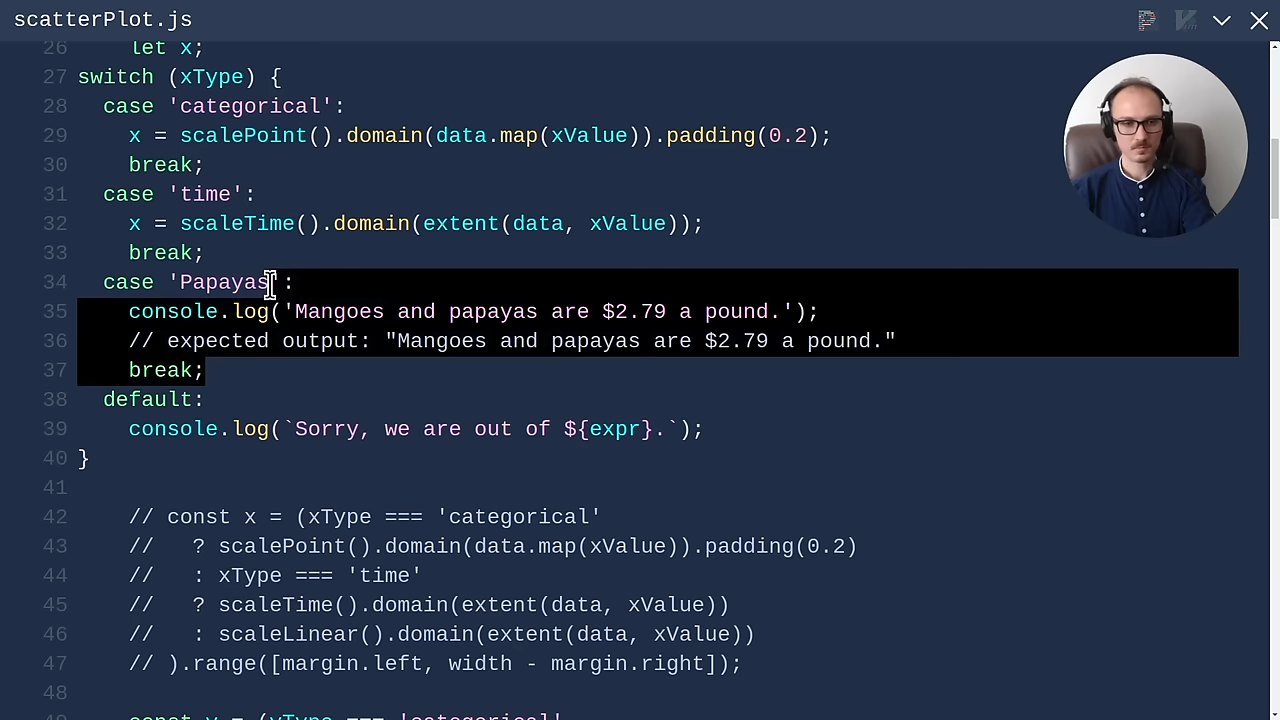 scatterPlot.js
26 let x;
27 switch (xType) {
28 case 'categorical':
29 x = scalePoint().domain(data.map(xValue)).padding(0.2);
30 break;
31 case 'time':
32 x = scaleTime().domain(extent(data, xValue));
33 break;
34 case 'Papayas':
35 console.log('Mangoes and papayas are $2.79 a pound.');
36 // expected output: "Mangoes and papayas are $2.79 a pound."
37 break;
38 default:
39 console.log(`Sorry, we are out of ${expr}.`);
40 }
41
42 // const x = (xType === 'categorical'
43 //   ? scalePoint().domain(data.map(xValue)).padding(0.2)
44 //   : xType === 'time'
45 //   ? scaleTime().domain(extent(data, xValue))
46 //   : scaleLinear().domain(extent(data, xValue))
47 // ).range([margin.left, width - margin.right]);
48
49 const y = (yType === 'categorical'